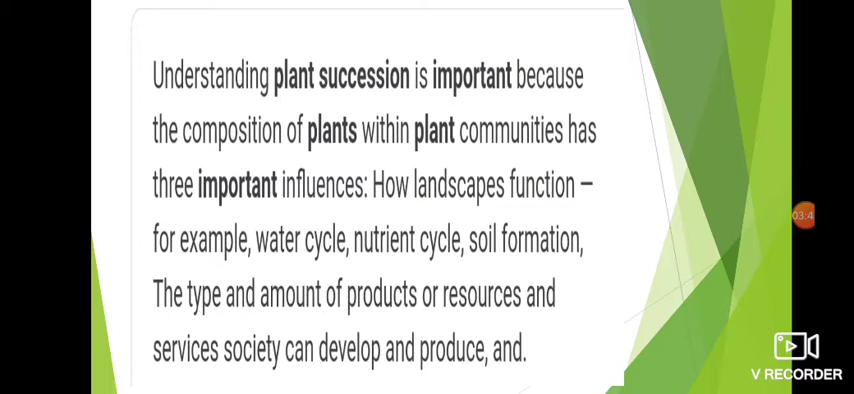 Understanding plant succession is important because
the composition of plants within plant communities has
three important influences: How landscapes function –
for example, water cycle, nutrient cycle, soil formation,
The type and amount of products or resources and
services society can develop and produce, and.
03:4
V RECORDER